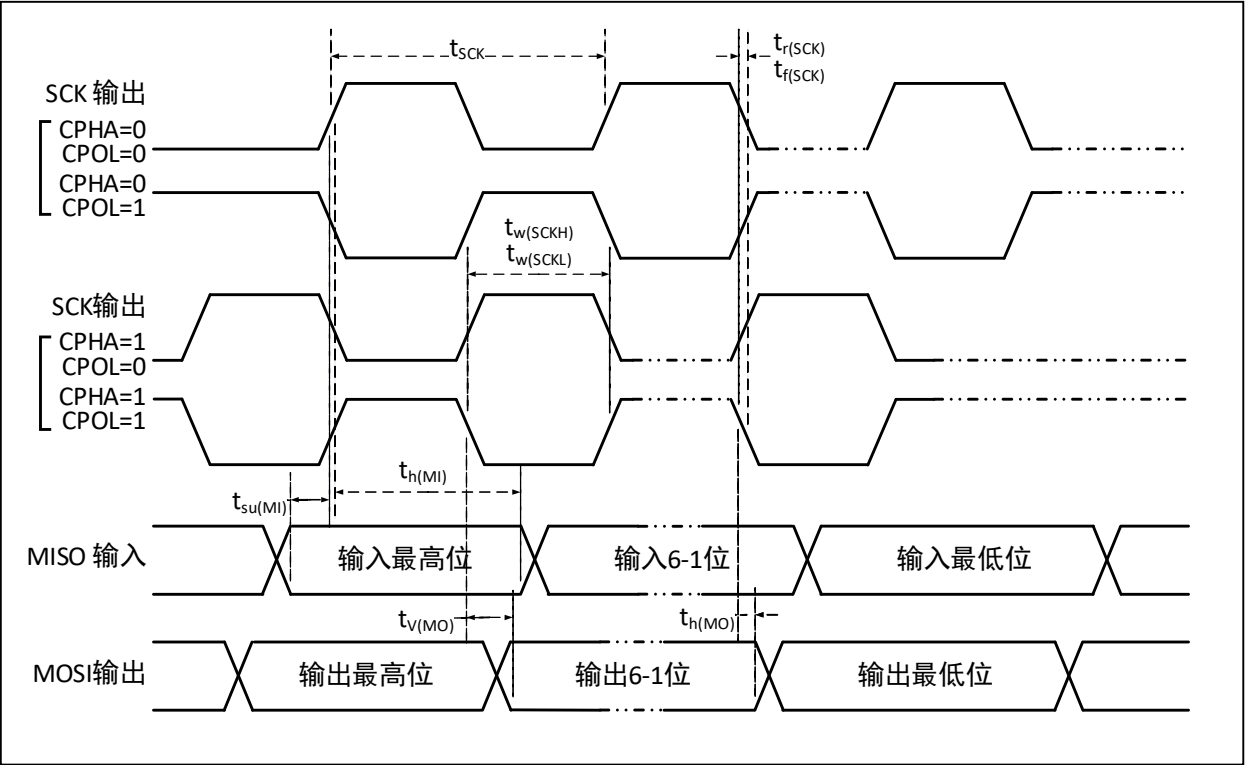 tSCK
tr(SCK)
tf(SCK)
SCK 输出
CPHA=0
CPOL=0
CPHA=0
CPOL=1
tw(SCKH)
tw(SCKL)
SCK输出
CPHA=1
CPOL=0
CPHA=1
CPOL=1
th(MI)
tsu(MI)
MISO 输入
输入最高位
输入6-1位
输入最低位
tV(MO)
th(MO)
MOSI输出
输出最高位
输出6-1位
输出最低位